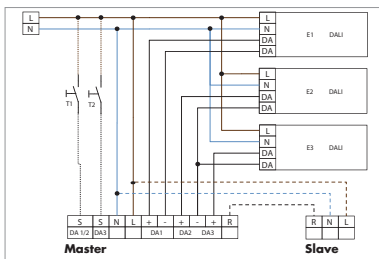 L
N
L
N
DA
DA
E1 DALI
L
N
DA
DA
E2 DALI
L
N
DA
DA
E3 DALI
T1 T2
S S N L + - + - + R
DA 1/2 DA3 DA1 DA2 DA3
R N L
Master Slave